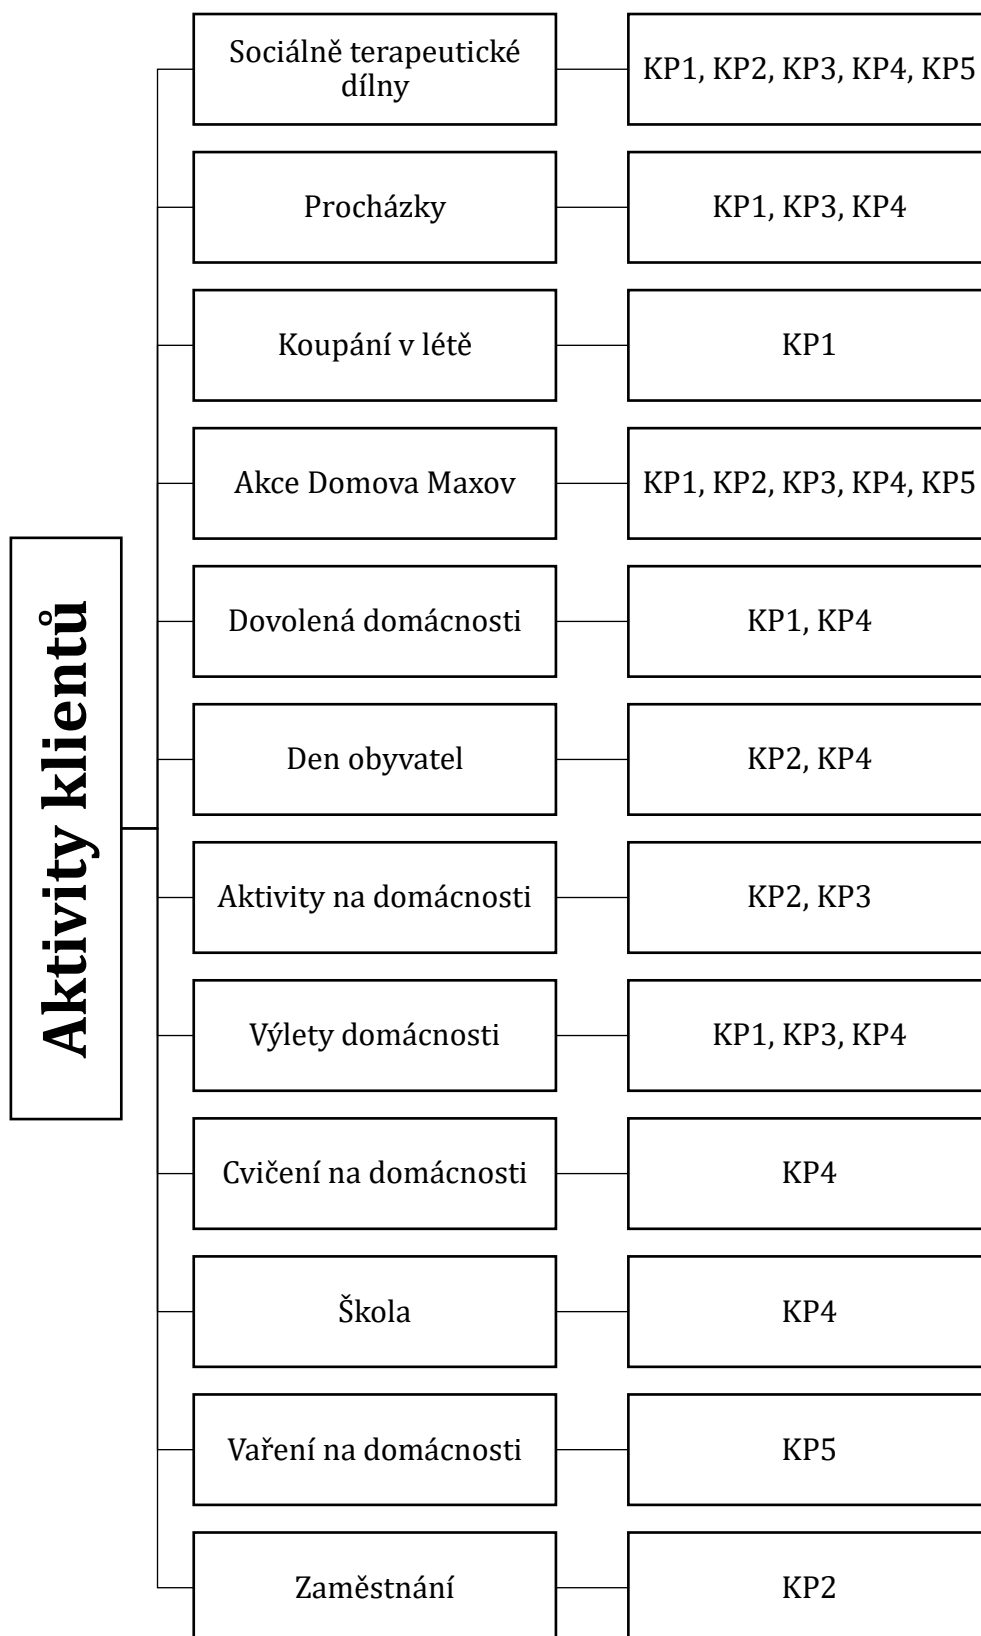 Aktivity klientů
Sociálně terapeutické
dílny
KP1, KP2, KP3, KP4, KP5
Procházky
KP1, KP3, KP4
Koupání v létě
KP1
Akce Domova Maxov
KP1, KP2, KP3, KP4, KP5
Dovolená domácnosti
KP1, KP4
Den obyvatel
KP2, KP4
Aktivity na domácnosti
KP2, KP3
Výlety domácnosti
KP1, KP3, KP4
Cvičení na domácnosti
KP4
Škola
KP4
Vaření na domácnosti
KP5
Zaměstnání
KP2